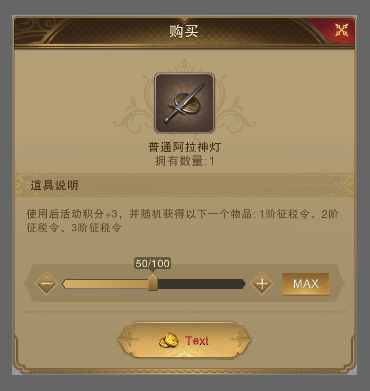 购买
普通阿拉神灯
拥有数量:1
道具说明
使用后活动积分+3，并随机获得以下一个物品: 1阶征税令、2阶
征税令、3阶征税令
50/100
MAX
Text